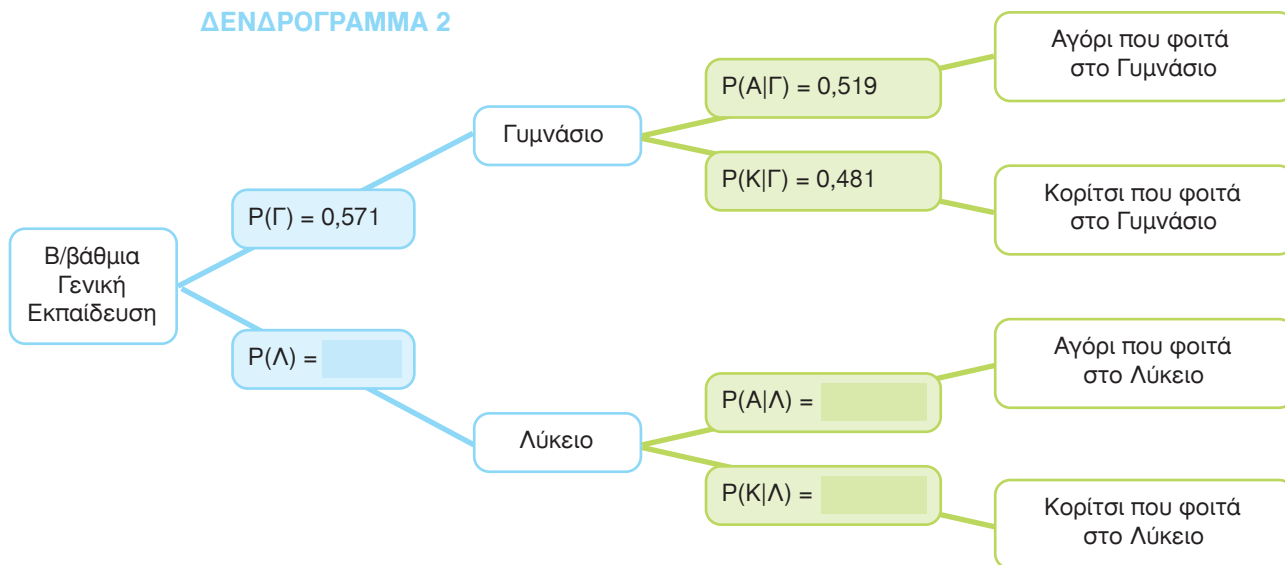 ΔΕΝΔΡΟΓΡΑΜΜΑ 2
Β/βάθμια
Γενική
Εκπαίδευση
P(Γ) = 0,571
P(Λ) =
Γυμνάσιο
Λύκειο
P(Α|Γ) = 0,519
P(Κ|Γ) = 0,481
P(Α|Λ) =
P(Κ|Λ) =
Αγόρι που φοιτά
στο Γυμνάσιο
Κορίτσι που φοιτά
στο Γυμνάσιο
Αγόρι που φοιτά
στο Λύκειο
Κορίτσι που φοιτά
στο Λύκειο